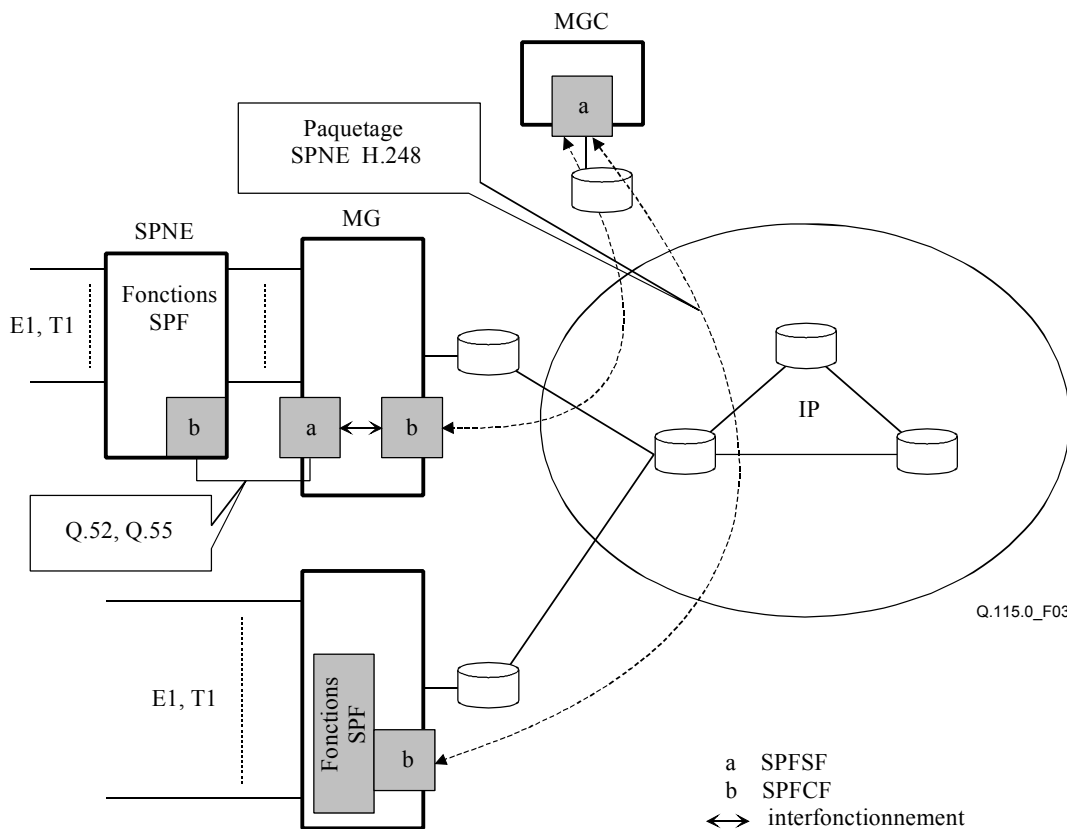 MGC
a
Paquetage
SPNE H.248
SPNE
MG
Fonctions
SPF
E1, T1
b
a
b
IP
Q.52, Q.55
Q.115.0_F03
E1, T1
Fonctions
SPF
b
a SPFSF
b SPFCF
interfonctionnement